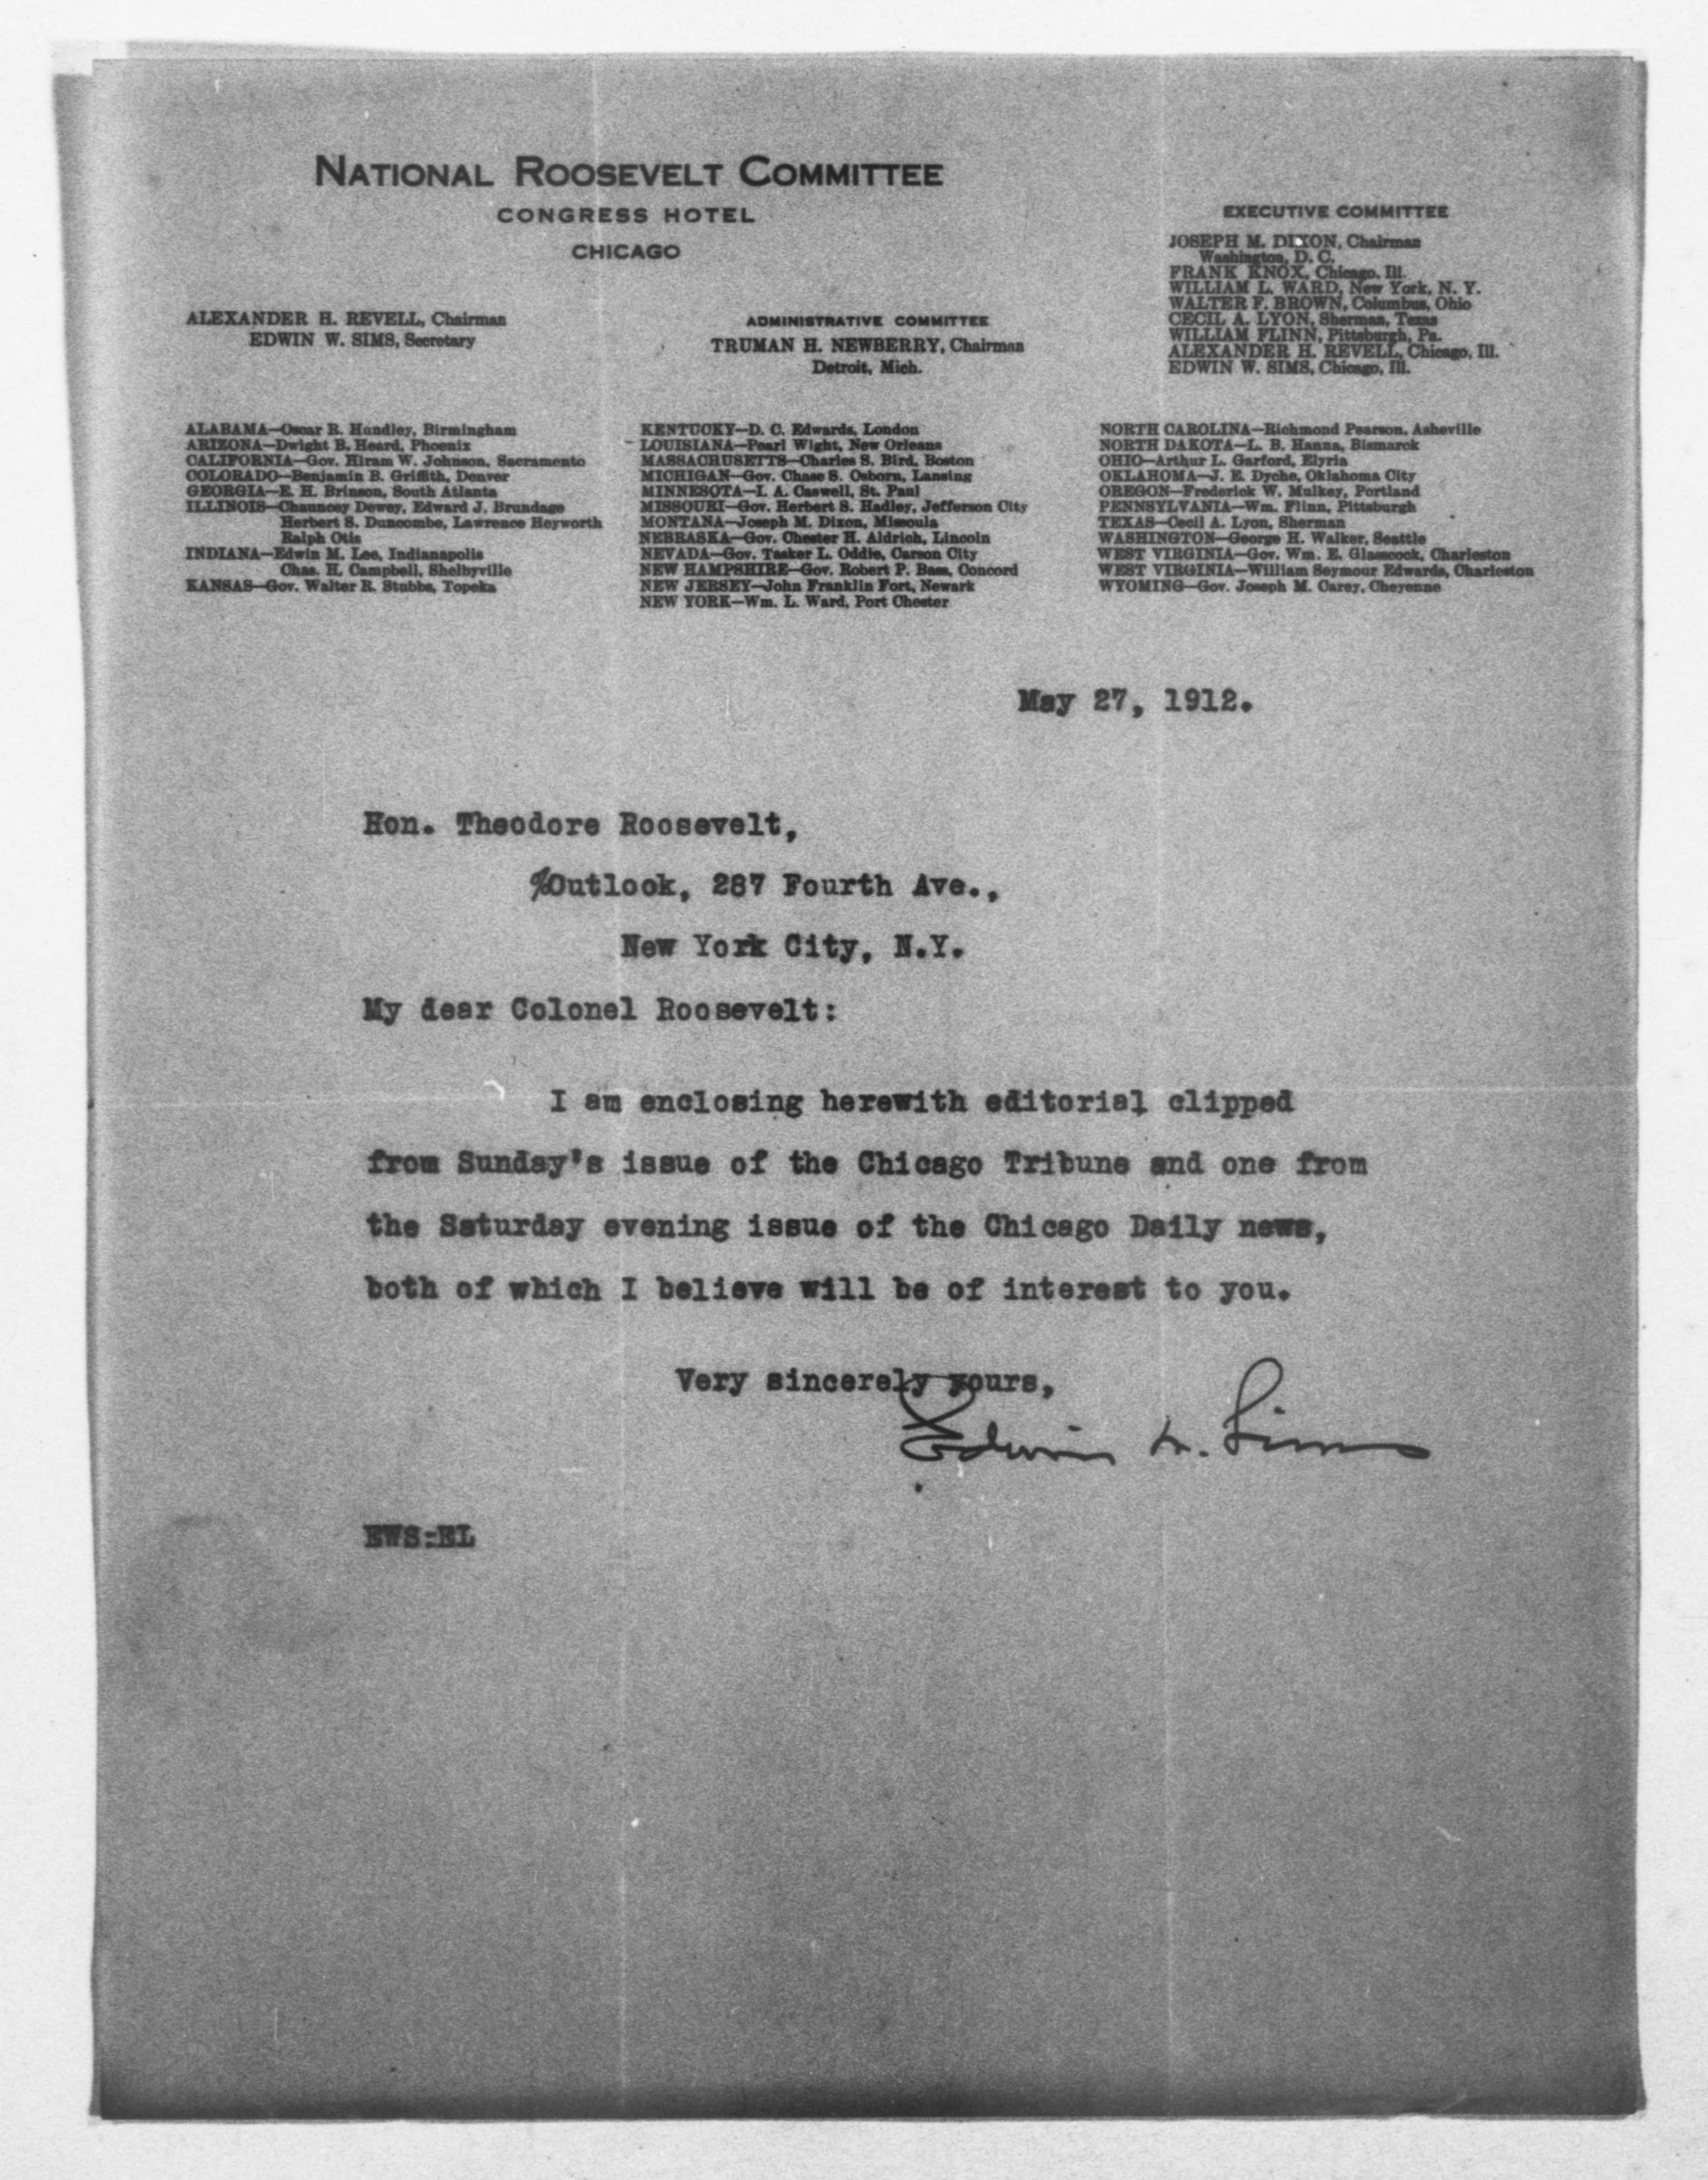 NATIONAL ROOSEVELT COMMITTEE
CONGRESS HOTEL
CHICAGO
ALEXANDER H. REVELL, Chairman
EDWIN W. SIMS, Secretary
ADMINISTRATIVE COMMITTEE
TRUMAN H. NEWBERRY, Chairman
Detroit, Mich.
EXECUTIVE COMMITTEE
JOSEPH M. DIXON, Chairman
Washington, D. C.
FRANK KNOX, Chicago, Ill.
WILLIAM L. WARD, New York, N. Y.
WALTER F. BROWN, Columbus, Ohio
CECIL A. LYON, Sherman, Texas
WILLIAM FLINN, Pittsburgh, Pa.
ALEXANDER H. REVELL, Chicago, Ill.
EDWIN W. SIMS, Chicago, Ill.
ALABAMA—Oscar R. Hundley, Birmingham
ARIZONA—Dwight B. Heard, Phoenix
CALIFORNIA—Gov. Hiram W. Johnson, Sacramento
COLORADO—Benjamin B. Griffith, Denver
GEORGIA—E. H. Brinson, South Atlanta
ILLINOIS—Chauncey Dewey, Edward J. Brundage
Herbert S. Duncombe, Lawrence Heyworth
Ralph Otis
INDIANA—Edwin M. Lee, Indianapolis
Chas. H. Campbell, Shelbyville
KANSAS—Gov. Walter R. Stubbs, Topeka
KENTUCKY—D. C. Edwards, London
LOUISIANA—Pearl Wight, New Orleans
MASSACHUSETTS—Charles S. Bird, Boston
MICHIGAN—Gov. Chase S. Osborn, Lansing
MINNESOTA—I. A. Caswell, St. Paul
MISSOURI—Gov. Herbert S. Hadley, Jefferson City
MONTANA—Joseph M. Dixon, Missoula
NEBRASKA—Gov. Chester H. Aldrich, Lincoln
NEVADA—Gov. Tasker L. Oddie, Carson City
NEW HAMPSHIRE—Gov. Robert P. Bass, Concord
NEW JERSEY—John Franklin Fort, Newark
NEW YORK—Wm. L. Ward, Port Chester
NORTH CAROLINA—Richmond Pearson, Asheville
NORTH DAKOTA—L. B. Hanna, Bismarck
OHIO—Arthur L. Garford, Elyria
OKLAHOMA—J. E. Dyche, Oklahoma City
OREGON—Frederick W. Mulkey, Portland
PENNSYLVANIA—Wm. Flinn, Pittsburgh
TEXAS—Cecil A. Lyon, Sherman
WASHINGTON—George H. Walker, Seattle
WEST VIRGINIA—Gov. Wm. E. Glasscock, Charleston
WEST VIRGINIA—William Seymour Edwards, Charleston
WYOMING—Gov. Joseph M. Carey, Cheyenne
May 27, 1912.
Hon. Theodore Roosevelt,
%Outlook, 287 Fourth Ave.,
New York City, N.Y.
My dear Colonel Roosevelt:
I am enclosing herewith editorial clipped
from Sunday's issue of the Chicago Tribune and one from
the Saturday evening issue of the Chicago Daily news,
both of which I believe will be of interest to you.
Very sincerely yours,
Edwin W. Sims
EWS=EL